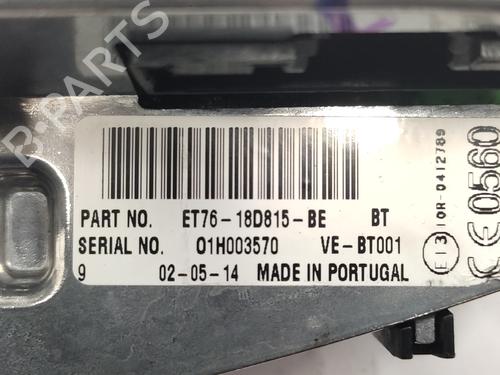 B-PARTS
PART NO. ET76-18D815-BE BT
SERIAL NO. 01H003570 VE-BT001
9 02-05-14 MADE IN PORTUGAL
E13 10R-0412789
CE0560